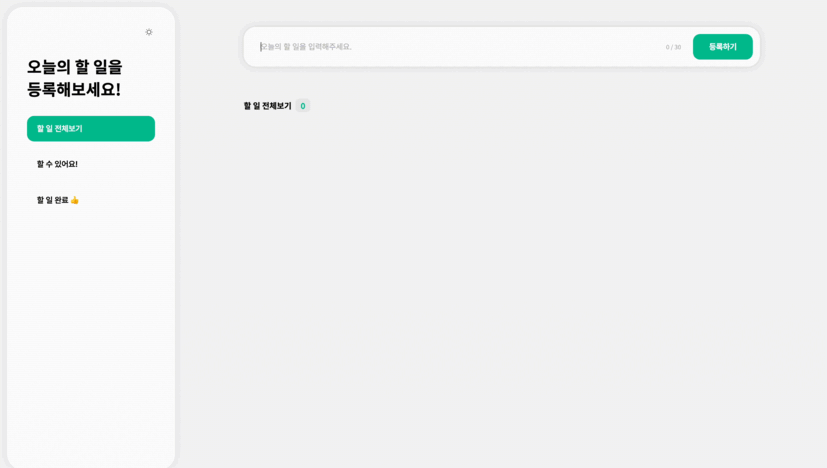 오늘의 할 일을
등록해보세요!
할 일 전체보기
할 수 있어요!
할 일 완료 👍
오늘의 할 일을 입력해주세요.
0 / 30
등록하기
할 일 전체보기 0